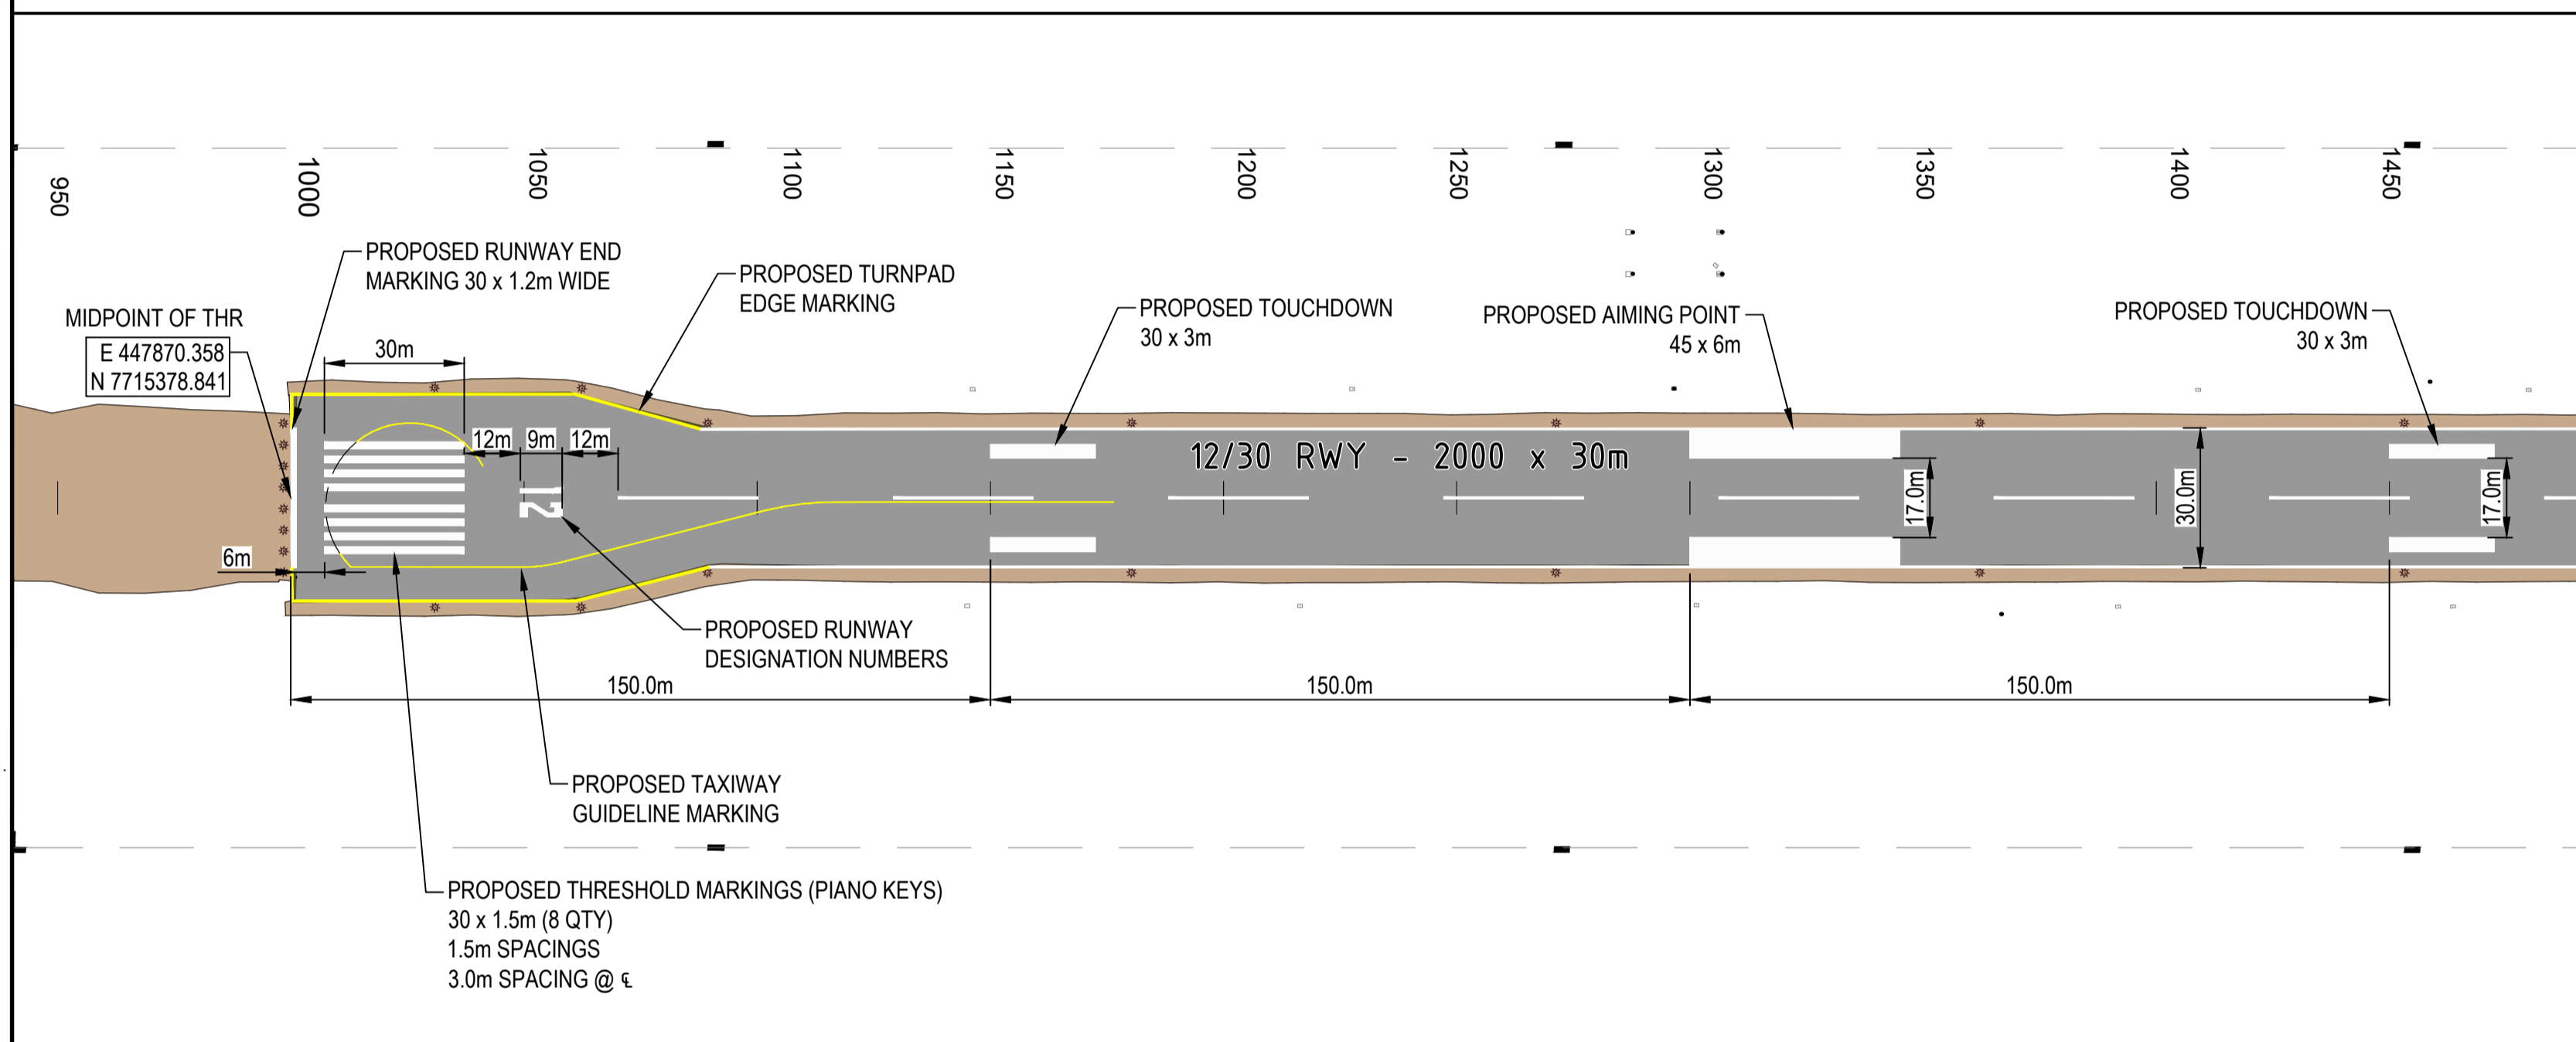 950
1000
1050
1100
1150
1200
1250
1300
1350
1400
1450
PROPOSED RUNWAY END
MARKING 30 x 1.2m WIDE
PROPOSED TURNPAD
EDGE MARKING
PROPOSED TOUCHDOWN
30 x 3m
PROPOSED AIMING POINT
45 x 6m
PROPOSED TOUCHDOWN
30 x 3m
MIDPOINT OF THR
E 447870.358
N 7715378.841
30m
12m
9m
12m
12/30 RWY - 2000 x 30m
12
17.0m
30.0m
17.0m
6m
PROPOSED RUNWAY
DESIGNATION NUMBERS
150.0m
150.0m
150.0m
PROPOSED TAXIWAY
GUIDELINE MARKING
PROPOSED THRESHOLD MARKINGS (PIANO KEYS)
30 x 1.5m (8 QTY)
1.5m SPACINGS
3.0m SPACING @ ℄